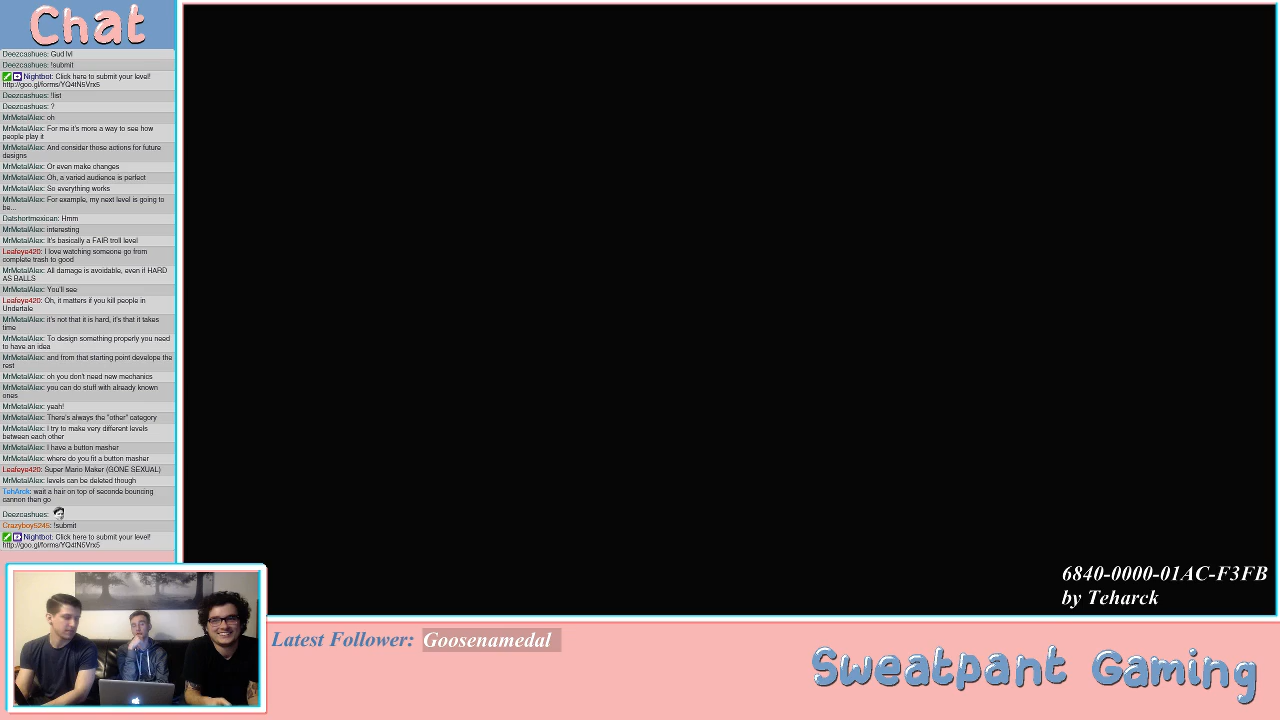 Chat
Deezcashues: Gud lvl
Deezcashues: !submit
Nightbot: Click here to submit your level!
http://goo.gl/forms/YQ4tN5Vrx5
Deezcashues: !list
Deezcashues: ?
MrMetalAlex: oh
MrMetalAlex: For me it's more a way to see how
people play it
MrMetalAlex: And consider those actions for future
designs
MrMetalAlex: Or even make changes
MrMetalAlex: Oh, a varied audience is perfect
MrMetalAlex: So everything works
MrMetalAlex: For example, my next level is going to
be...
Datshortmexican: Hmm
MrMetalAlex: interesting
MrMetalAlex: It's basically a FAIR troll level
Leafeye420: I love watching someone go from
complete trash to good
MrMetalAlex: All damage is avoidable, even if HARD
AS BALLS
MrMetalAlex: You'll see
Leafeye420: Oh, it matters if you kill people in
Undertale
MrMetalAlex: it's not that it is hard, it's that it takes
time
MrMetalAlex: To design something properly you need
to have an idea
MrMetalAlex: and from that starting point develope the
rest
MrMetalAlex: oh you don't need new mechanics
MrMetalAlex: you can do stuff with already known
ones
MrMetalAlex: yeah!
MrMetalAlex: There's always the "other" category
MrMetalAlex: I try to make very different levels
between each other
MrMetalAlex: I have a button masher
MrMetalAlex: where do you fit a button masher
Leafeye420: Super Mario Maker (GONE SEXUAL)
MrMetalAlex: levels can be deleted though
TehArck: wait a hair on top of seconde bouncing
cannon then go
Deezcashues:
Crazyboy5245: !submit
Nightbot: Click here to submit your level!
http://goo.gl/forms/YQ4tN5Vrx5
6840-0000-01AC-F3FB
by Teharck
Latest Follower: Goosenamedal
Sweatpant Gaming